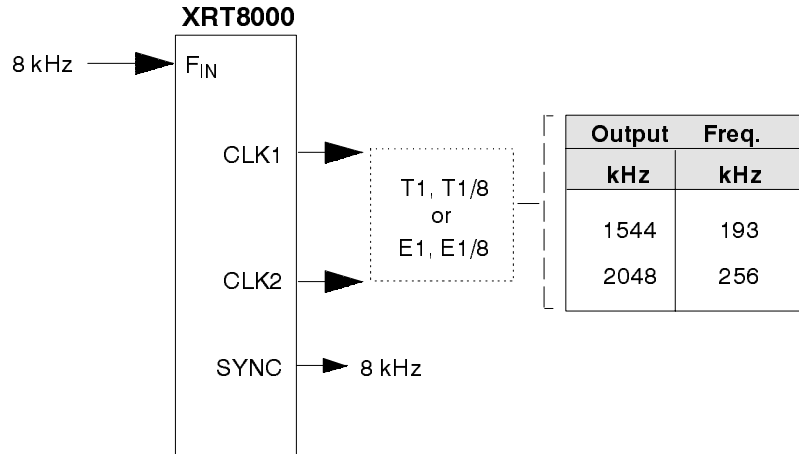 XRT8000
8 kHz
FIN
CLK1
CLK2
SYNC
8 kHz
T1, T1/8
or
E1, E1/8
Output Freq.
kHz kHz
1544 193
2048 256